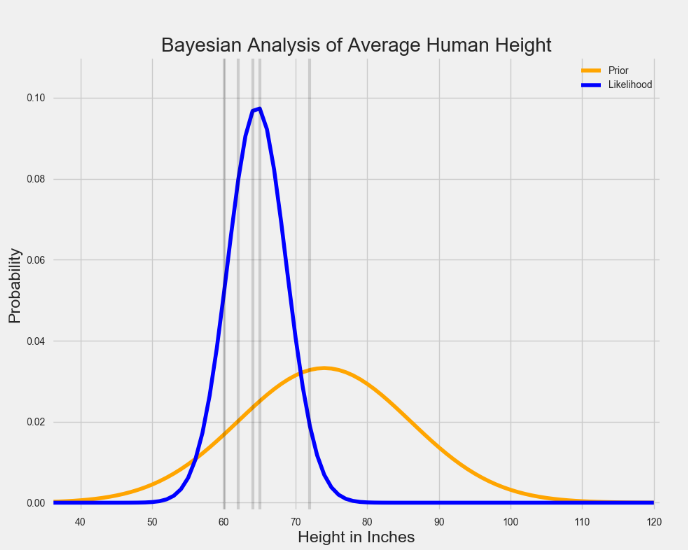 Bayesian Analysis of Average Human Height
Prior
Likelihood
0.10
0.08
0.06
0.04
0.02
0.00
Probability
40 50 60 70 80 90 100 110 120
Height in Inches